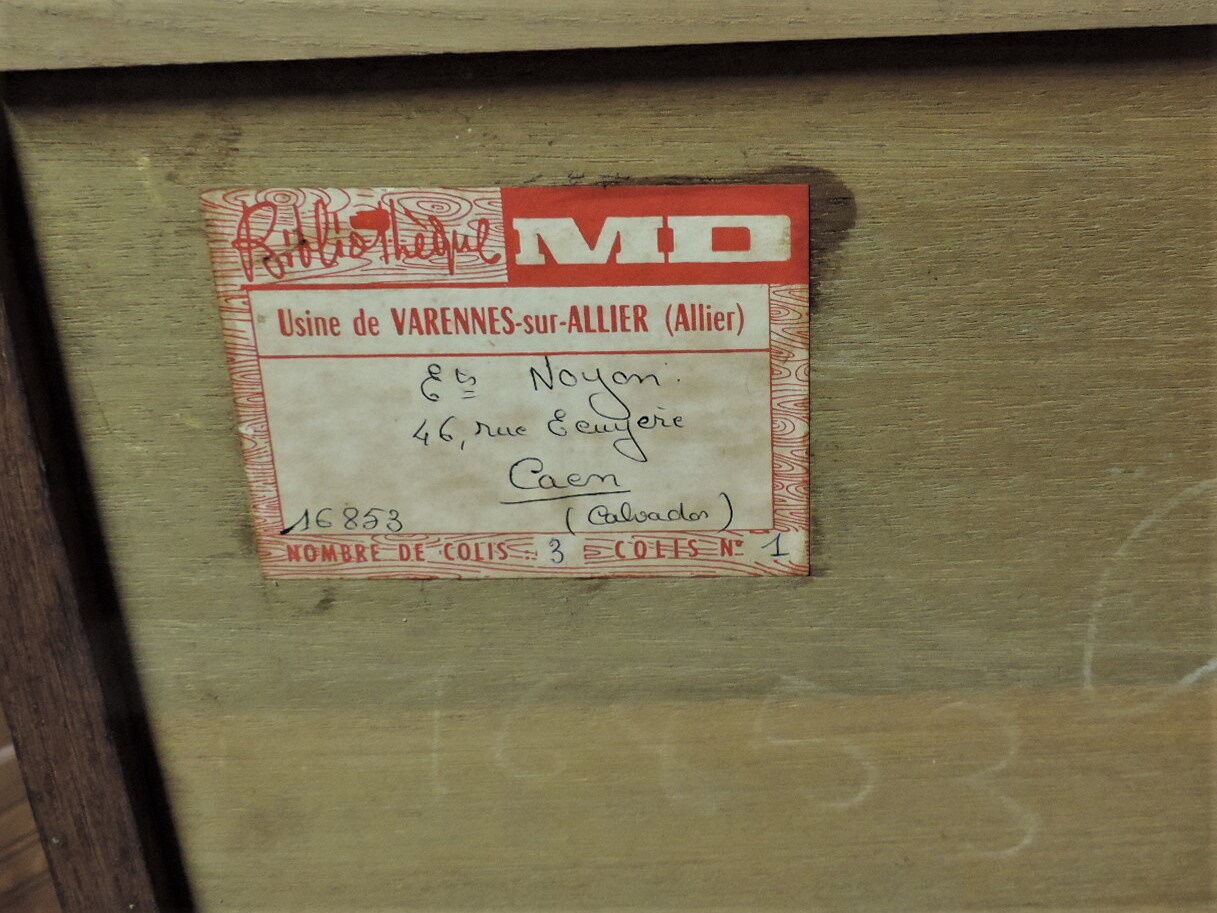 Bibliothèque MD
Usine de VARENNES-sur-ALLIER (Allier)
Ets Noyon.
46, rue Ecuyère
Caen
16853 (Calvados)
NOMBRE DE COLIS : 3 COLIS N° 1
16853